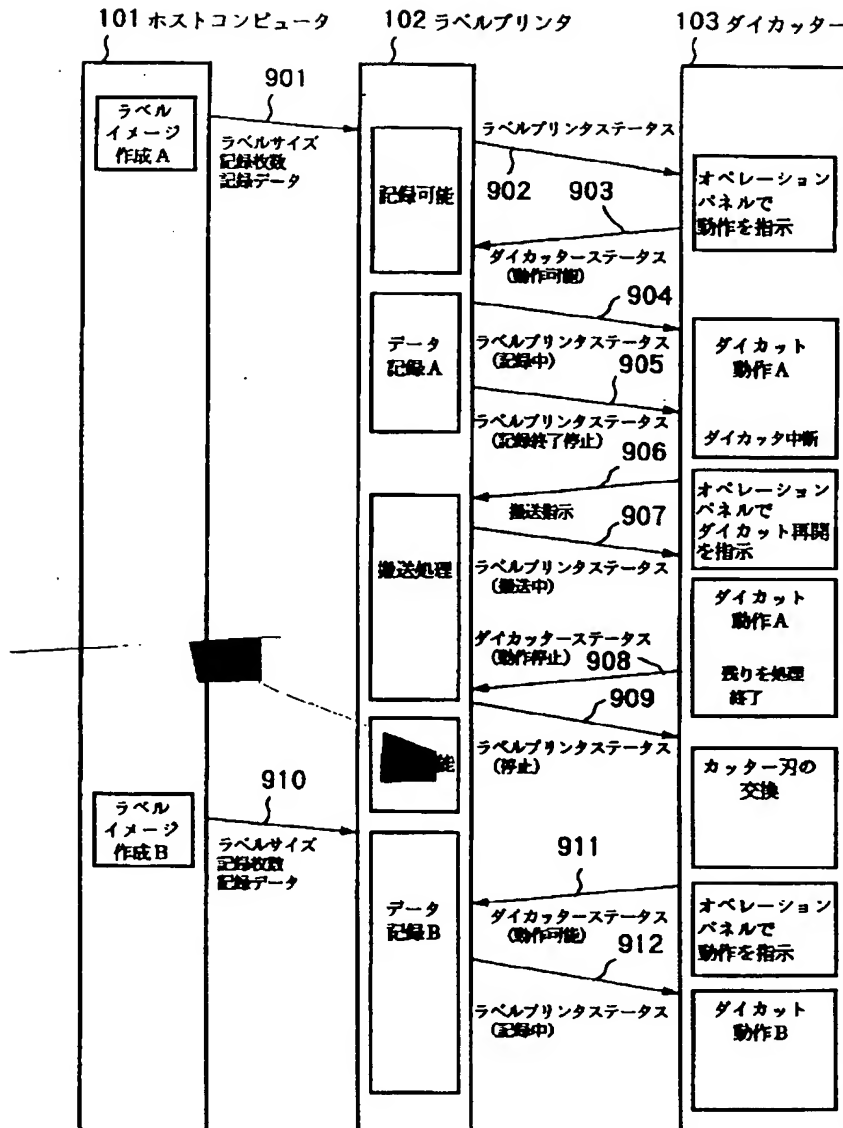 101 ホストコンピュータ
102 ラベルプリンタ
103 ダイカッター
ラベル
イメージ
作成A
901
ラベルサイズ
記録枚数
記録データ
記録可能
ラベルプリンタステータス
902
903
オペレーション
パネルで
動作を指示
ダイカッターステータス
(動作可能)
904
データ
記録A
ラベルプリンタステータス
(記録中)
905
ダイカット
動作A
ダイカッタ中断
ラベルプリンタステータス
(記録終了停止)
906
搬送指示
907
オペレーション
パネルで
ダイカット再開
を指示
搬送処理
ラベルプリンタステータス
(搬送中)
ダイカット
動作A
残りを処理
終了
ダイカッターステータス
(動作停止)
908
909
能
ラベルプリンタステータス
(停止)
カッター刃の
交換
ラベル
イメージ
作成B
910
ラベルサイズ
記録枚数
記録データ
データ
記録B
911
ダイカッターステータス
(動作可能)
912
オペレーション
パネルで
動作を指示
ラベルプリンタステータス
(記録中)
ダイカット
動作B